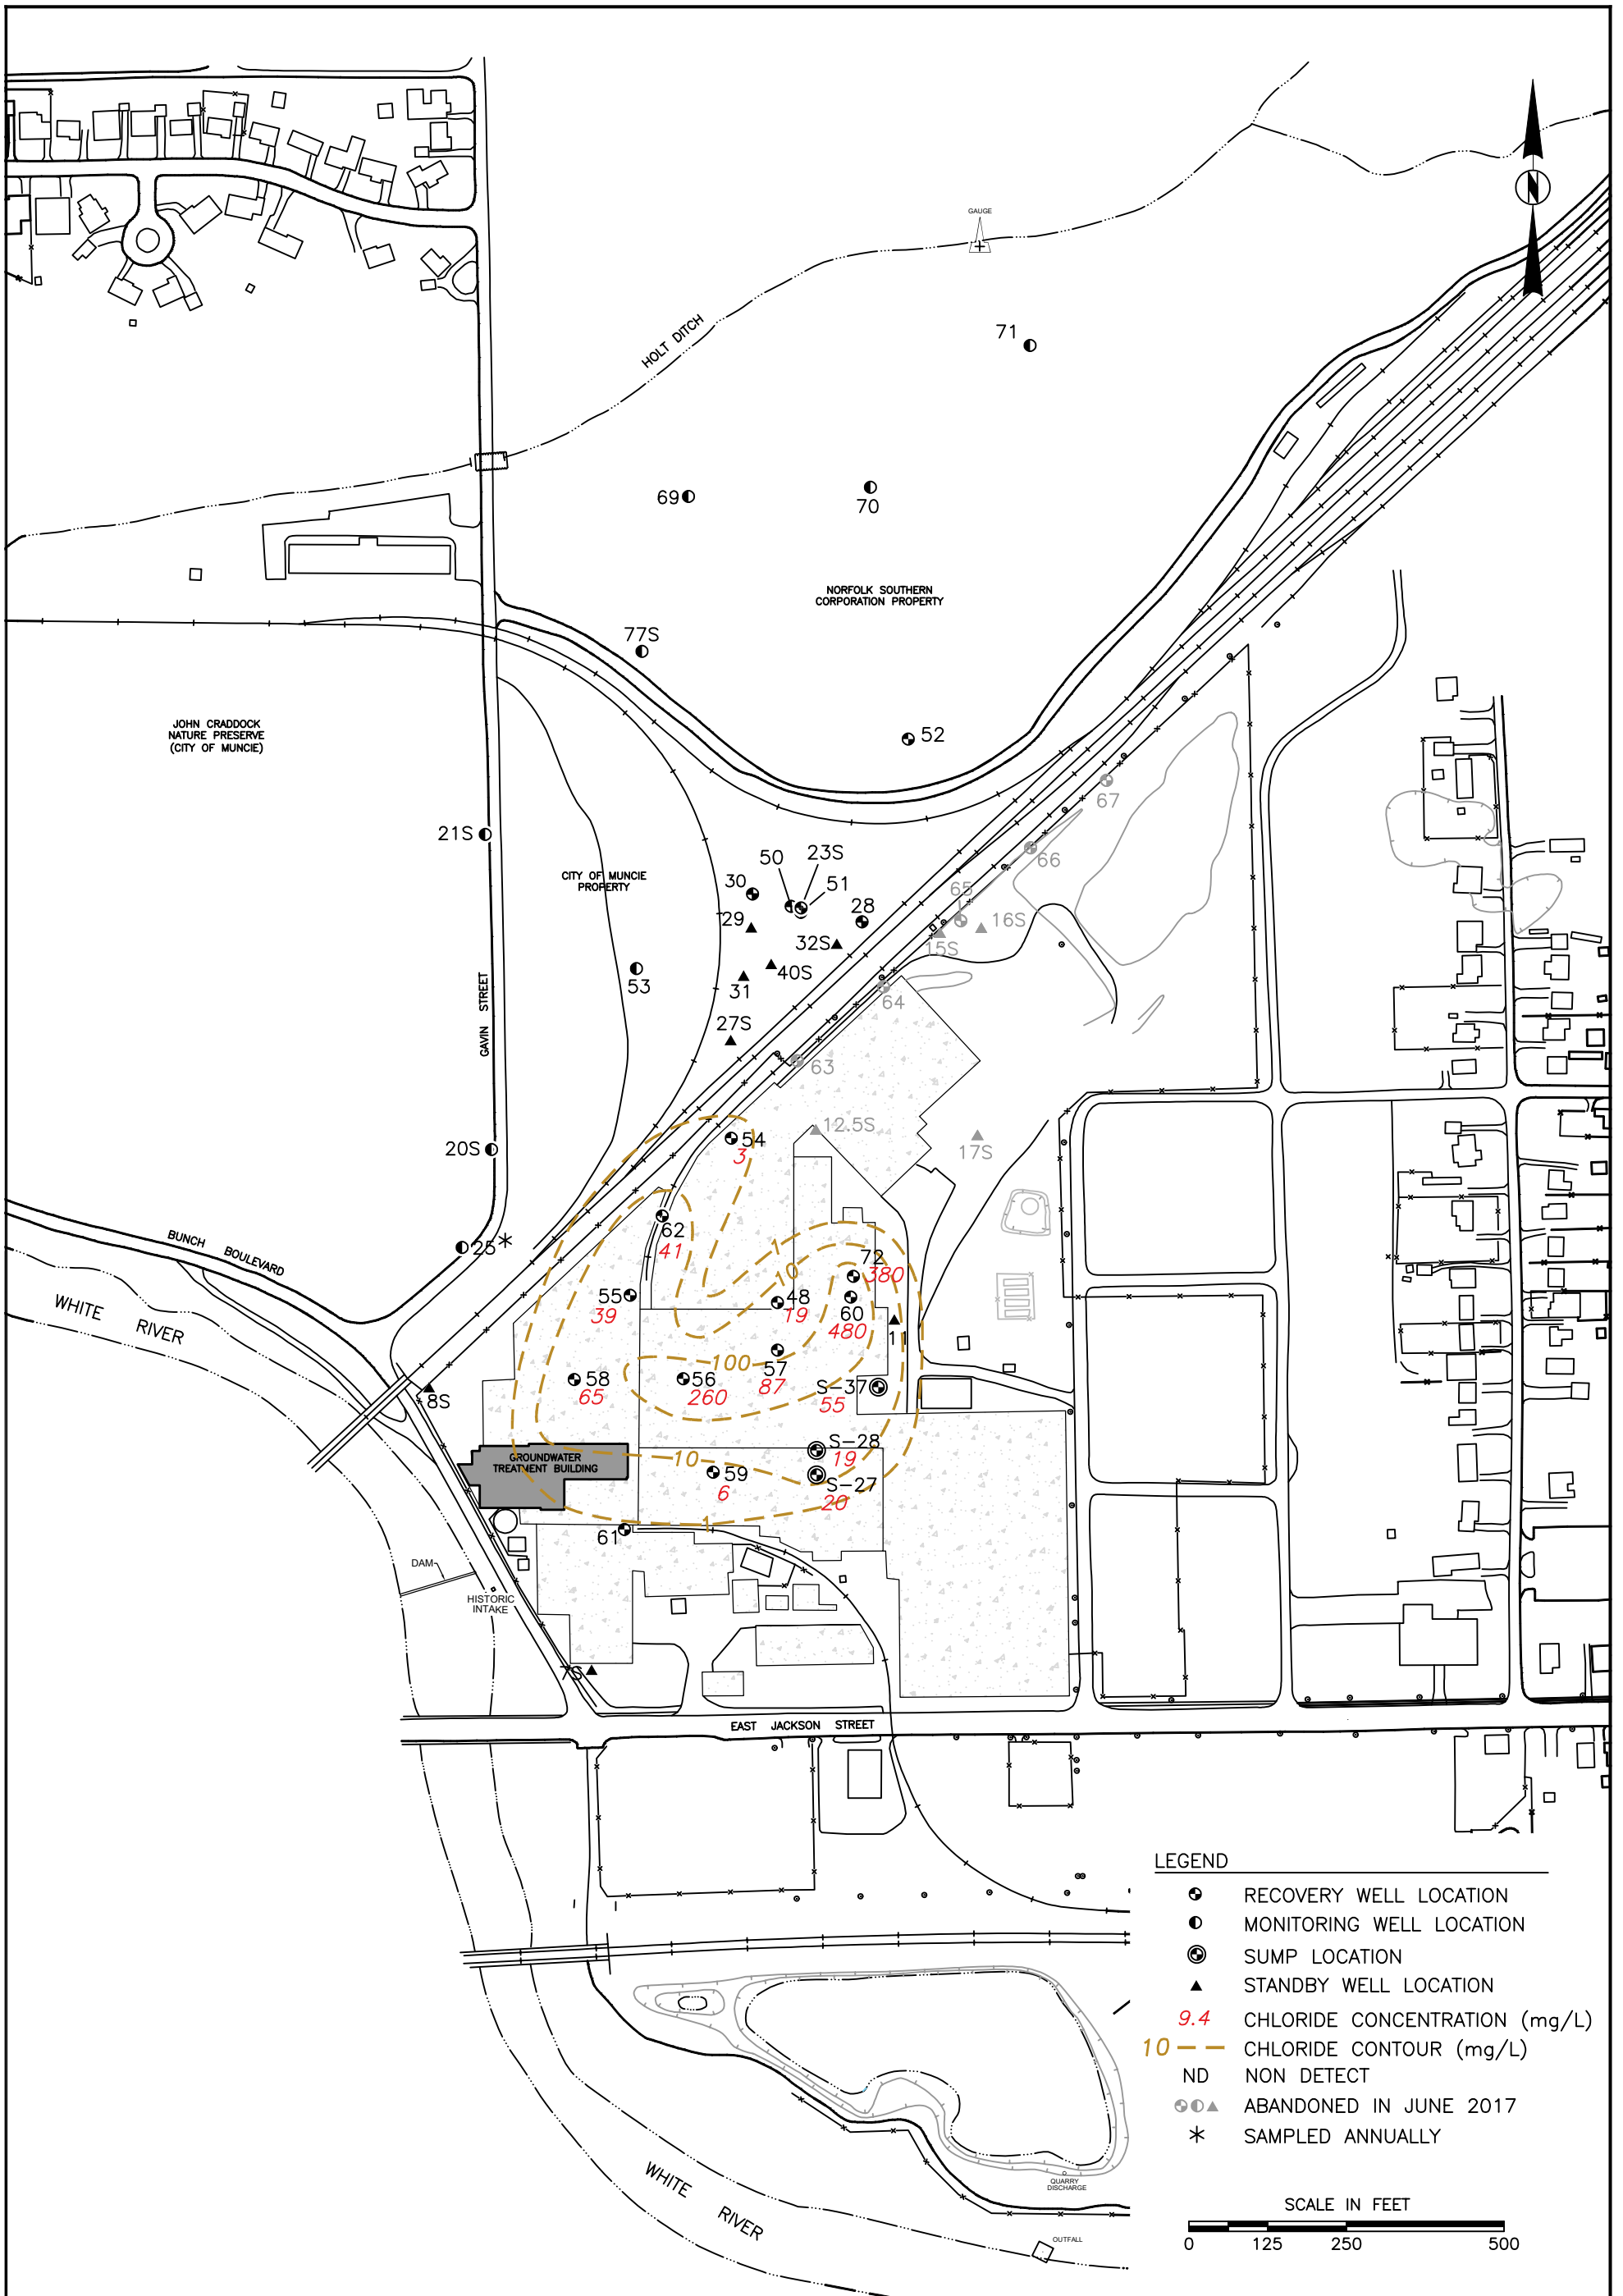 GAUGE
N
71
HOLT DITCH
69
70
NORFOLK SOUTHERN
CORPORATION PROPERTY
77S
JOHN CRADDOCK
NATURE PRESERVE
(CITY OF MUNCIE)
52
67
21S
66
50
23S
CITY OF MUNCIE
PROPERTY
30
51
65
29
28
16S
32S
15S
40S
53
31
64
GAVIN STREET
27S
63
12.5S
54
3
20S
17S
62
41
BUNCH BOULEVARD
25*
1
10
72
380
WHITE RIVER
55
39
48
19
60
480
11
100
57
87
58
65
56
260
S-37
55
8S
S-28
19
GROUNDWATER
TREATMENT BUILDING
10
59
6
S-27
20
1
61
DAM
HISTORIC
INTAKE
7S
EAST JACKSON STREET
LEGEND
RECOVERY WELL LOCATION
MONITORING WELL LOCATION
SUMP LOCATION
STANDBY WELL LOCATION
9.4 CHLORIDE CONCENTRATION (mg/L)
10 CHLORIDE CONTOUR (mg/L)
ND NON DETECT
ABANDONED IN JUNE 2017
* SAMPLED ANNUALLY
WHITE RIVER
QUARRY
DISCHARGE
OUTFALL
SCALE IN FEET
0 125 250 500